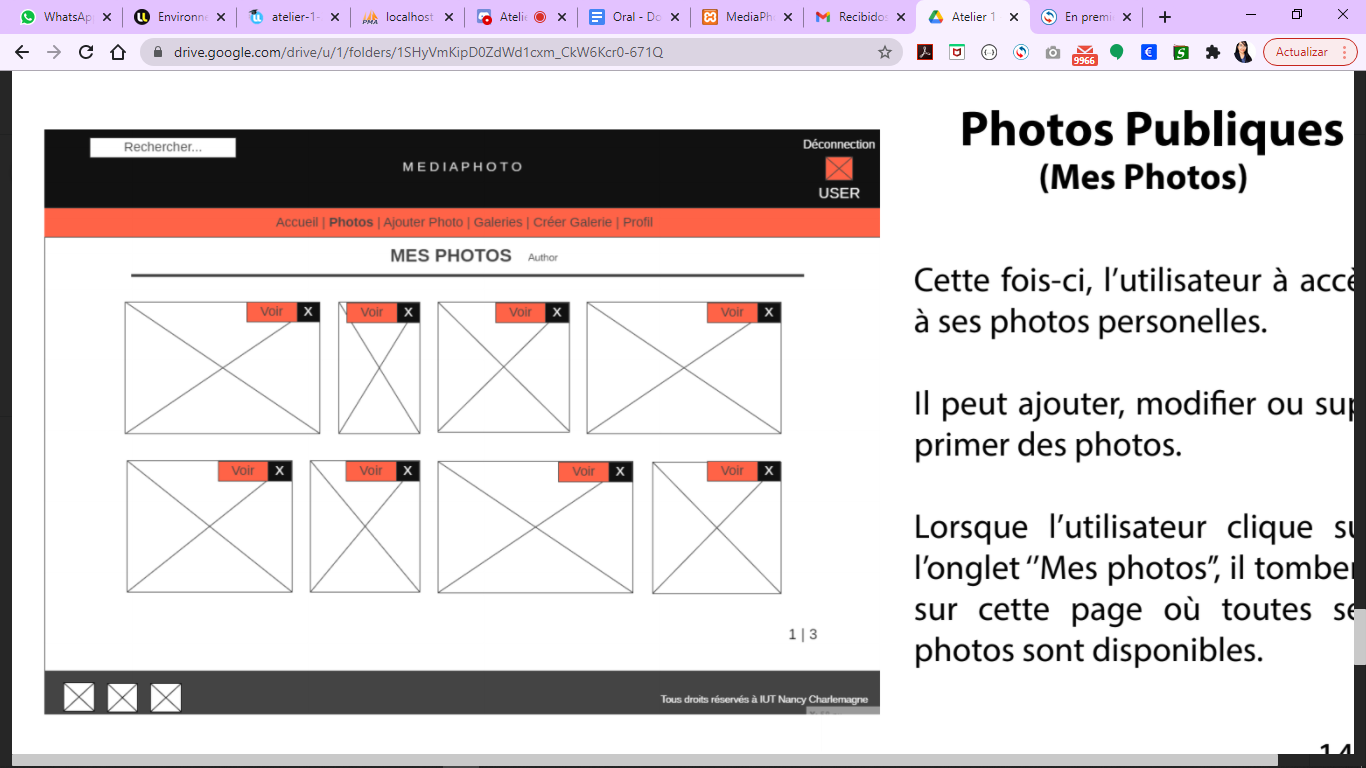 WhatsAp
Environne
atelier-1-
localhost
Atelie
Oral - Do
MediaPh
Recibidos
Atelier 1
En premi
drive.google.com/drive/u/1/folders/1SHyVmKipD0ZdWd1cxm_CkW6Kcr0-671Q
9966
Actualizar
Rechercher...
MEDIAPHOTO
Déconnection
USER
Accueil | Photos | Ajouter Photo | Galeries | Créer Galerie | Profil
MES PHOTOS Author
Voir X Voir X Voir X Voir X
Voir X Voir X Voir X Voir X
1 | 3
Tous droits réservés à IUT Nancy Charlemagne
Photos Publiques
(Mes Photos)
Cette fois-ci, l’utilisateur à accè
à ses photos personelles.
Il peut ajouter, modifier ou sup
primer des photos.
Lorsque l’utilisateur clique su
l’onglet ‘’Mes photos’’, il tomber
sur cette page où toutes se
photos sont disponibles.